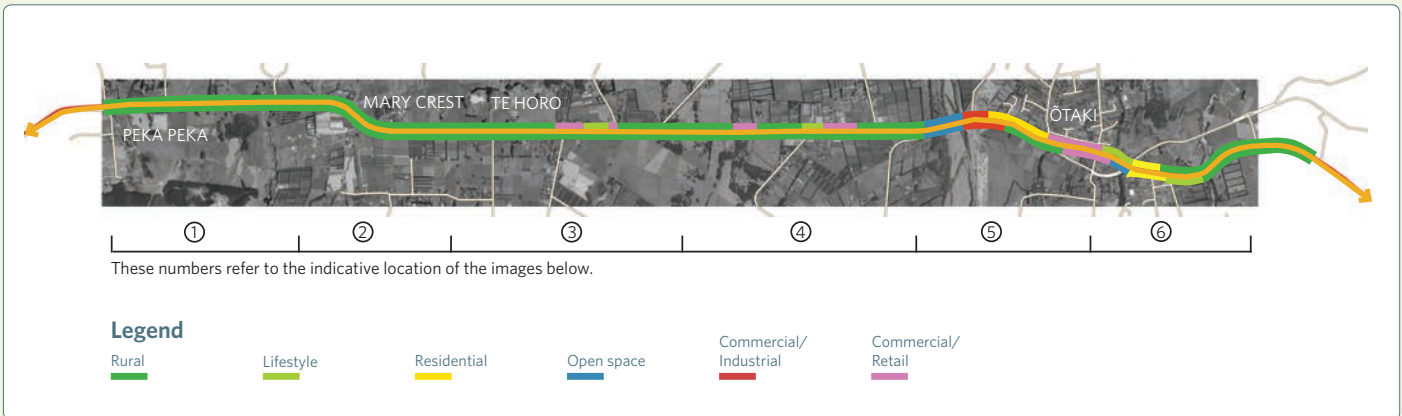 MARY CREST
TE HORO
ŌTAKI
PEKA PEKA
1
2
3
4
5
6
These numbers refer to the indicative location of the images below.
Legend
Rural
Lifestyle
Residential
Open space
Commercial/
Industrial
Commercial/
Retail